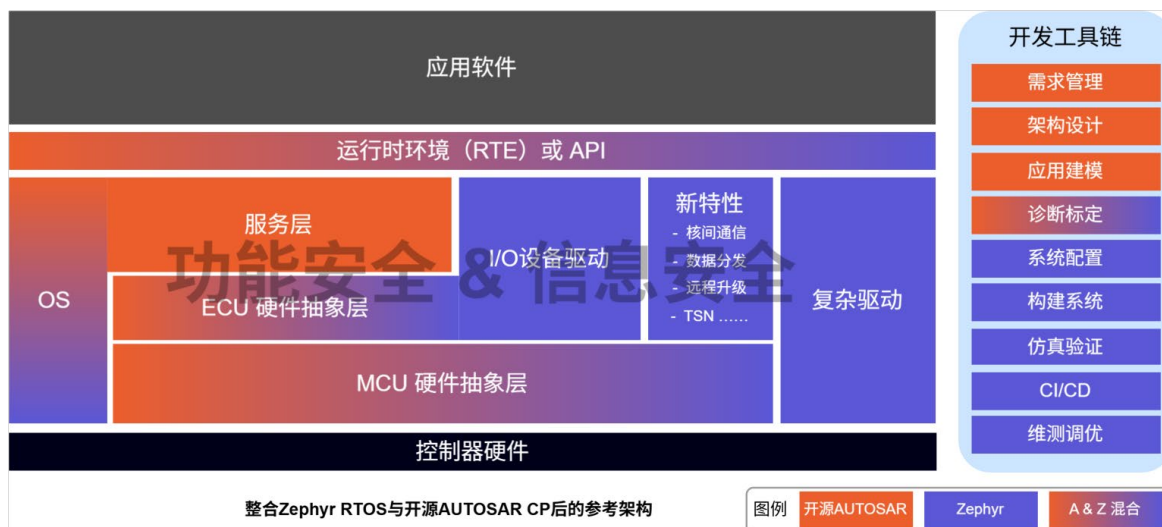 应用软件
运行时环境（RTE）或 API
OS
服务层
ECU 硬件抽象层
I/O设备驱动
新特性
- 核间通信
- 数据分发
- 远程升级
- TSN ......
复杂驱动
MCU 硬件抽象层
功能安全 & 信息安全
控制器硬件
开发工具链
需求管理
架构设计
应用建模
诊断标定
系统配置
构建系统
仿真验证
CI/CD
维测调优
整合Zephyr RTOS与开源AUTOSAR CP后的参考架构
图例
开源AUTOSAR
Zephyr
A & Z 混合